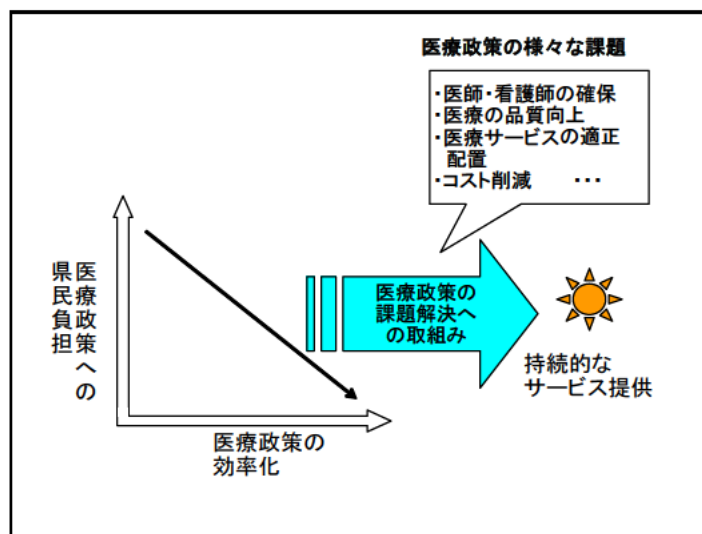 医療政策の様々な課題
・医師・看護師の確保
・医療の品質向上
・医療サービスの適正
配置
・コスト削減　・・・
医療政策への
県民負担
医療政策の
課題解決へ
の取組み
持続的な
サービス提供
医療政策の
効率化